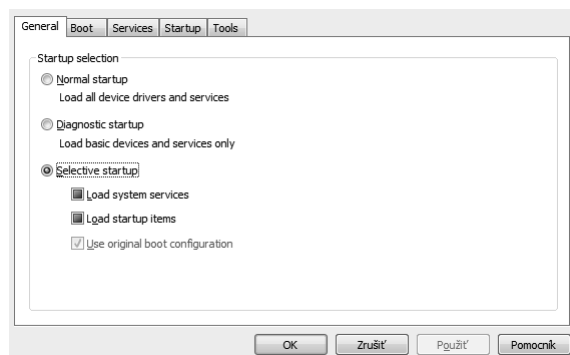 General Boot Services Startup Tools
Startup selection
Normal startup
Load all device drivers and services
Diagnostic startup
Load basic devices and services only
Selective startup
Load system services
Load startup items
Use original boot configuration
OK Zrušiť Použiť Pomocník